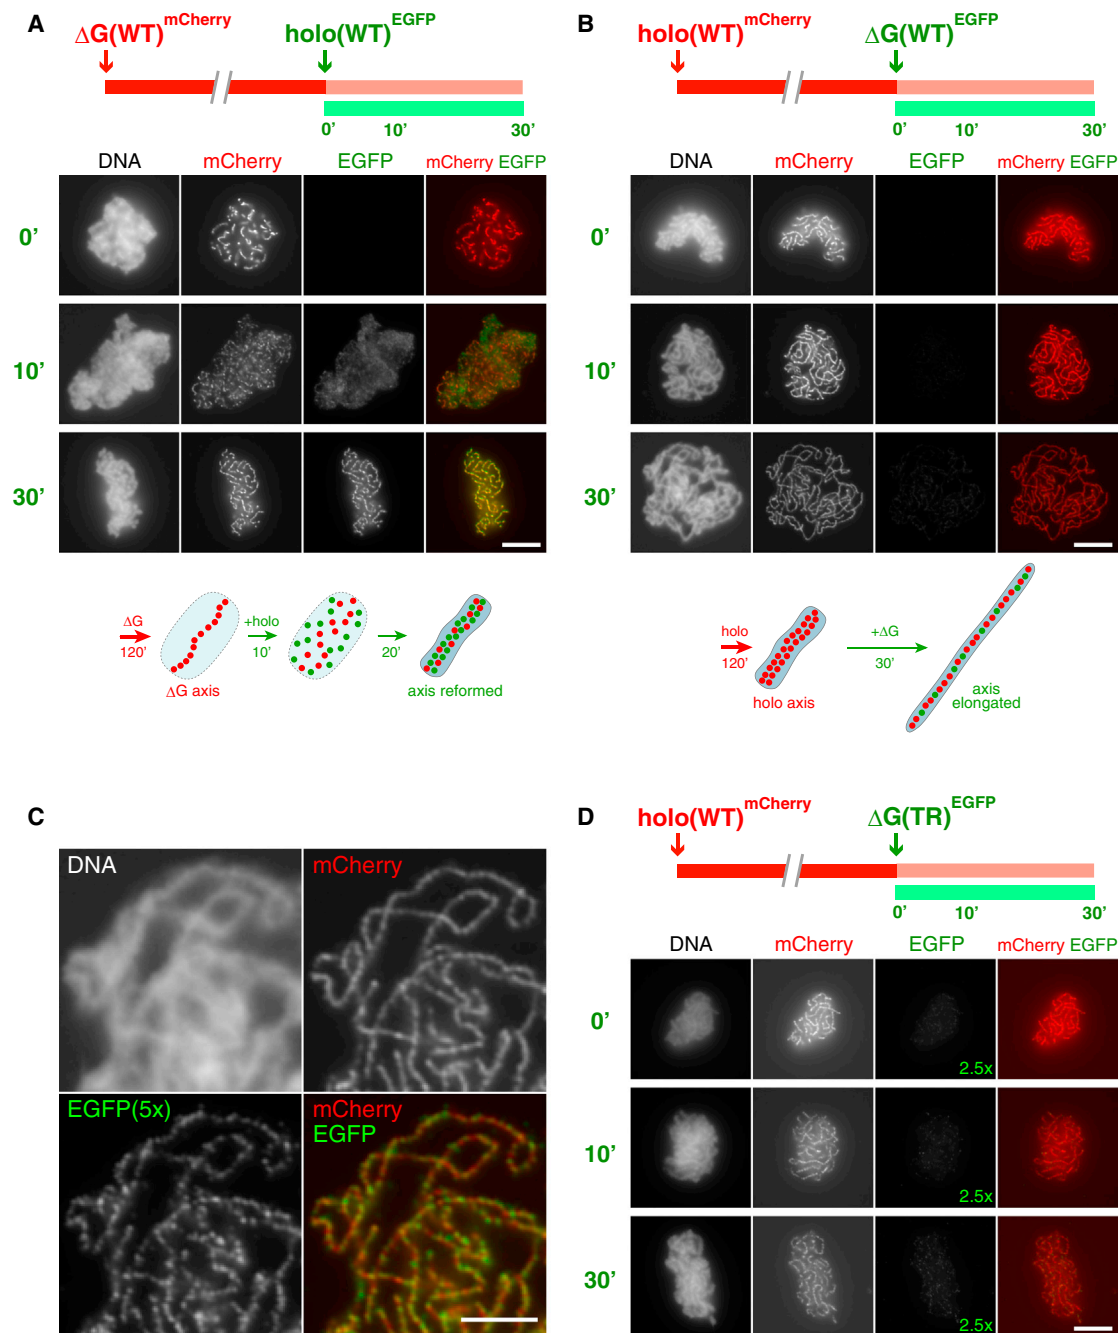 A
ΔG(WT)mCherry
holo(WT)EGFP
0' 10' 30'
DNA mCherry EGFP mCherry EGFP
0'
10'
30'
ΔG
120'
ΔG axis
+holo
10'
20'
axis reformed
B
holo(WT)mCherry
ΔG(WT)EGFP
0' 10' 30'
DNA mCherry EGFP mCherry EGFP
0'
10'
30'
holo
120'
holo axis
+ΔG
30'
axis
elongated
C
DNA
mCherry
EGFP(5x)
mCherry
EGFP
D
holo(WT)mCherry
ΔG(TR)EGFP
0' 10' 30'
DNA mCherry EGFP mCherry EGFP
0'
2.5x
10'
2.5x
30'
2.5x